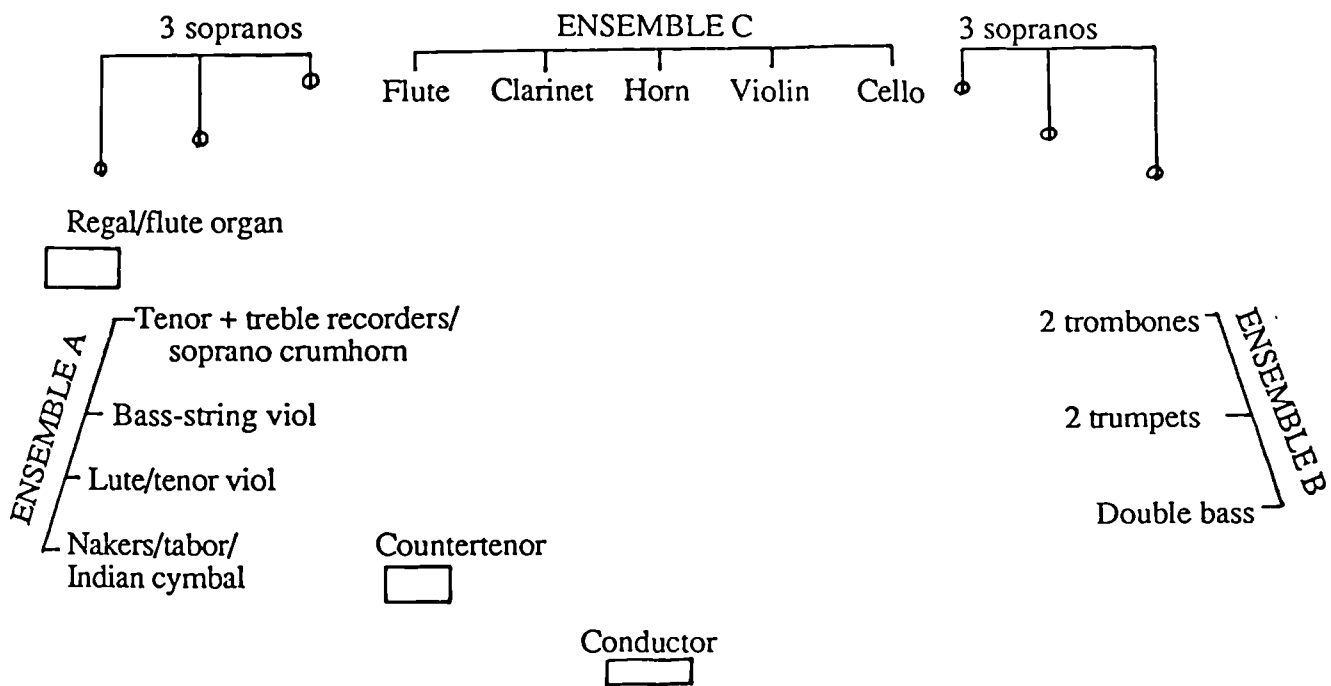 3 sopranos
ENSEMBLE C
3 sopranos
Flute
Clarinet
Horn
Violin
Cello
Regal/flute organ
ENSEMBLE A
Tenor + treble recorders/
soprano crumhorn
Bass-string viol
Lute/tenor viol
Nakers/tabor/
Indian cymbal
2 trombones
2 trumpets
Double bass
ENSEMBLE B
Countertenor
Conductor